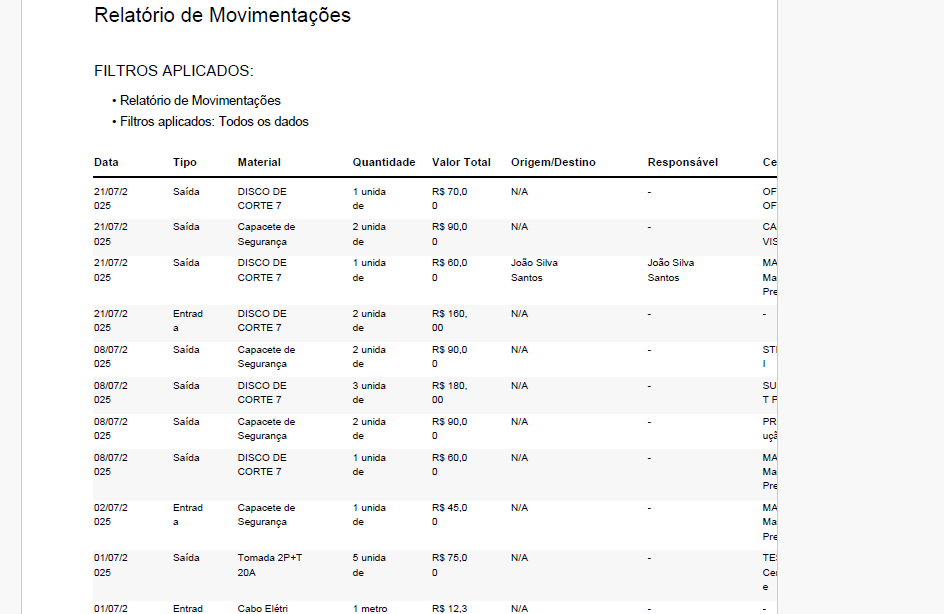 Relatório de Movimentações
FILTROS APLICADOS:
• Relatório de Movimentações
• Filtros aplicados: Todos os dados
Data Tipo Material Quantidade Valor Total Origem/Destino Responsável Ce
21/07/2 Saída DISCO DE 1 unida R$ 70,0 N/A - OF
025 CORTE 7 de 0 OF
21/07/2 Saída Capacete de 2 unida R$ 90,0 N/A - CA
025 Segurança de 0 VIS
21/07/2 Saída DISCO DE 1 unida R$ 60,0 João Silva João Silva MA
025 CORTE 7 de 0 Santos Santos Ma
Pre
21/07/2 Entrad DISCO DE 2 unida R$ 160, N/A - -
025 a CORTE 7 de 00
08/07/2 Saída Capacete de 2 unida R$ 90,0 N/A - STI
025 Segurança de 0 I
08/07/2 Saída DISCO DE 3 unida R$ 180, N/A - SU
025 CORTE 7 de 00 T P
08/07/2 Saída Capacete de 2 unida R$ 90,0 N/A - PR
025 Segurança de 0 uçã
08/07/2 Saída DISCO DE 1 unida R$ 60,0 N/A - MA
025 CORTE 7 de 0 Ma
Pre
02/07/2 Entrad Capacete de 1 unida R$ 45,0 N/A - MA
025 a Segurança de 0 Ma
Pre
01/07/2 Saída Tomada 2P+T 5 unida R$ 75,0 N/A - TES
025 20A de 0 Cer
e
01/07/2 Entrad Cabo Elétri 1 metro R$ 12,3 N/A - -